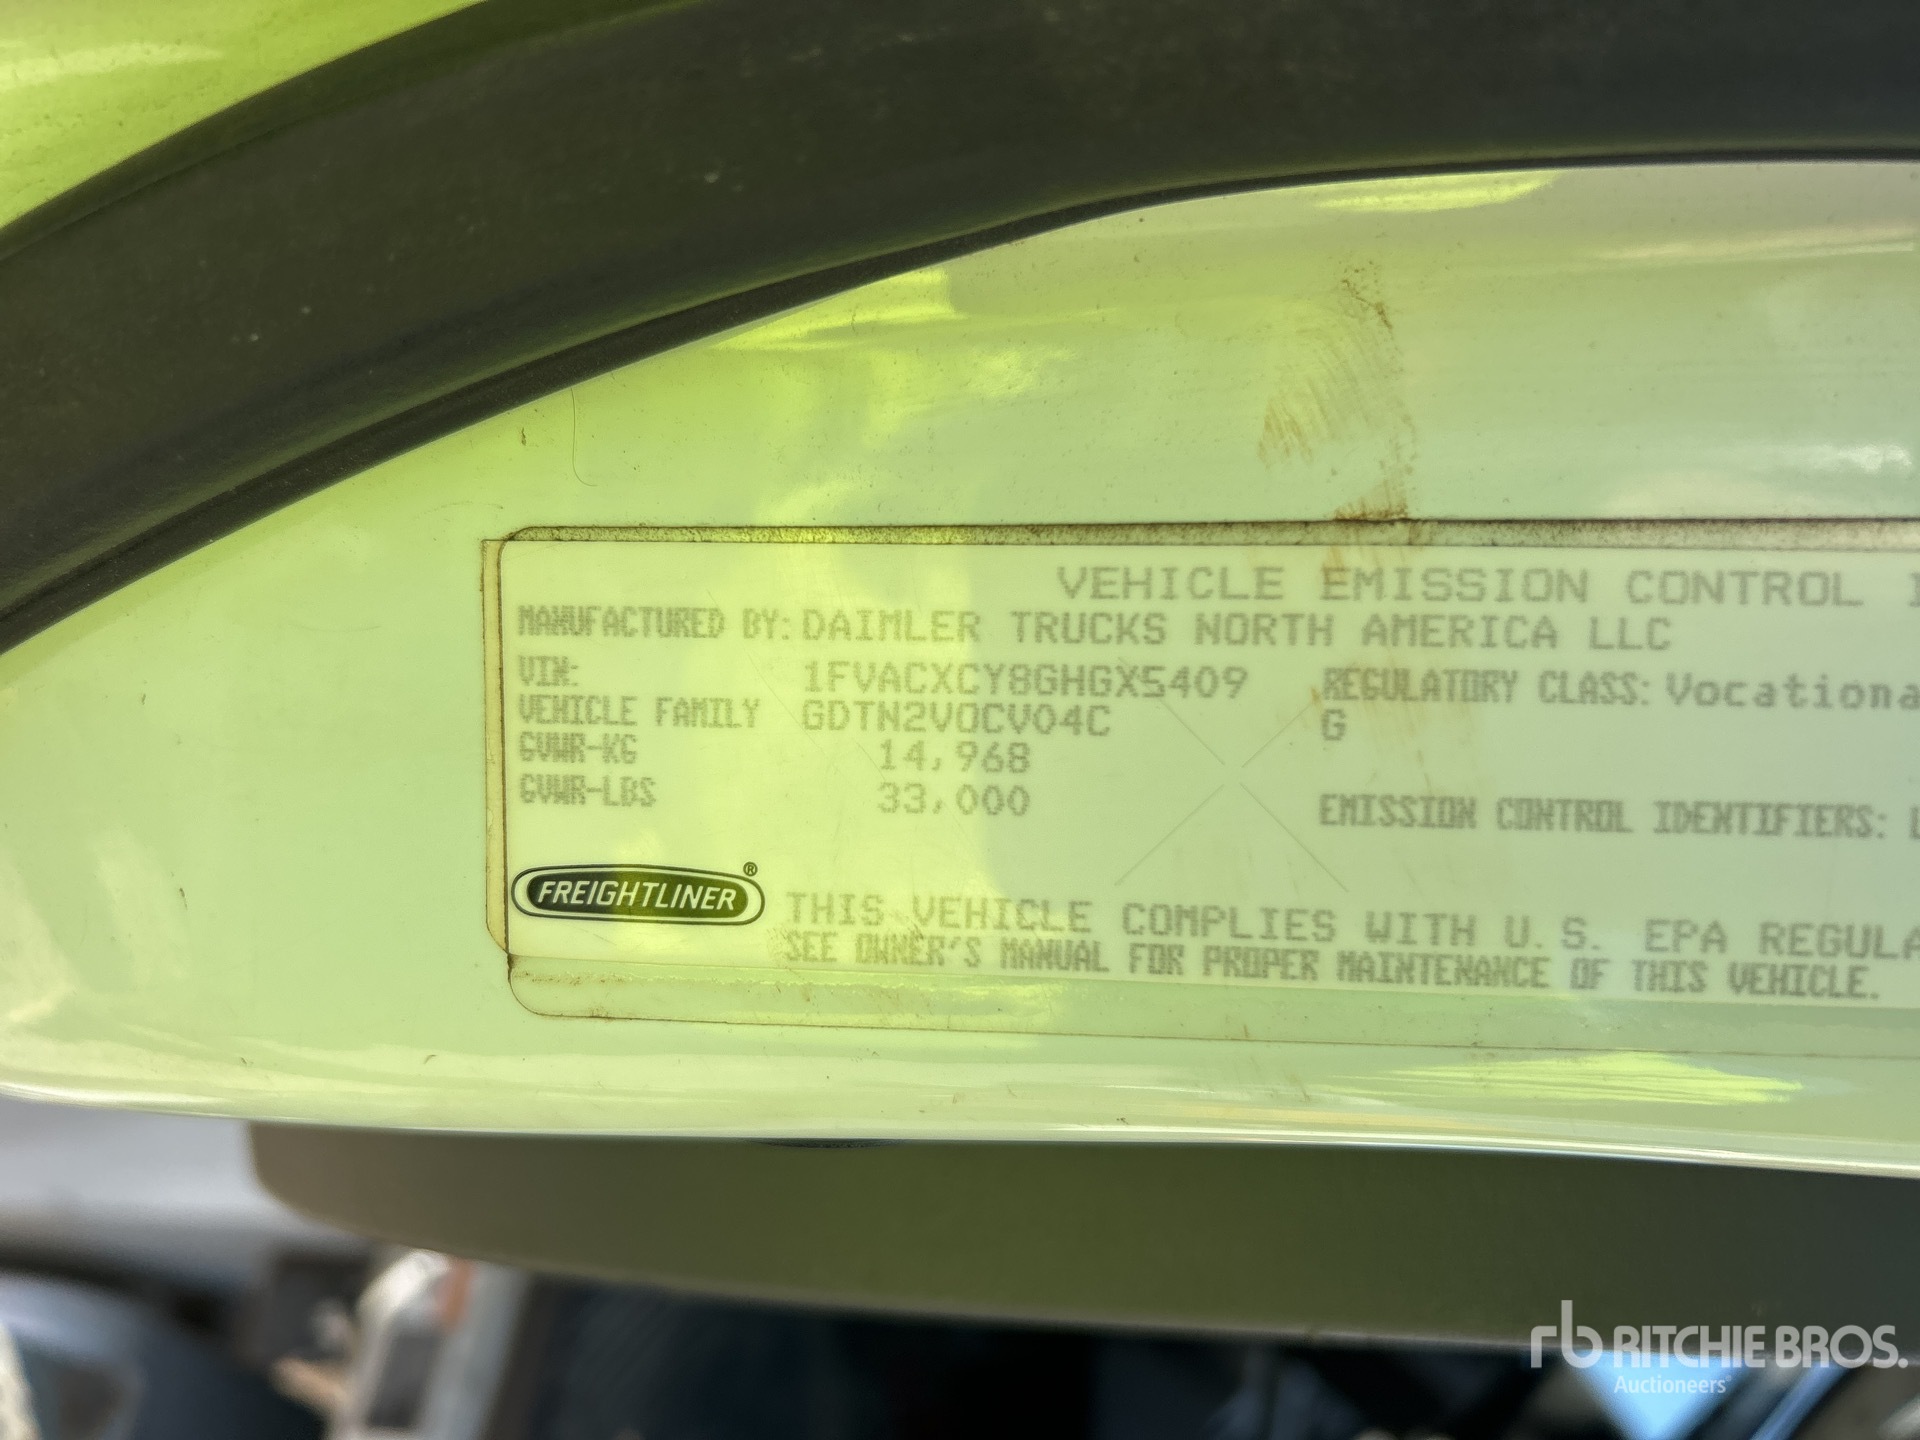 VEHICLE EMISSION CONTROL
MANUFACTURED BY: DAIMLER TRUCKS NORTH AMERICA LLC
VIN: 1FVACXCY8GHGX5409 REGULATORY CLASS: Vocationa
VEHICLE FAMILY GDTN2VOCV04C G
GVWR-KG 14,968
GVWR-LBS 33,000
EMISSION CONTROL IDENTIFIERS:
FREIGHTLINER®
THIS VEHICLE COMPLIES WITH U.S. EPA REGULA
SEE OWNER'S MANUAL FOR PROPER MAINTENANCE OF THIS VEHICLE.
rb RITCHIE BROS.
Auctioneers